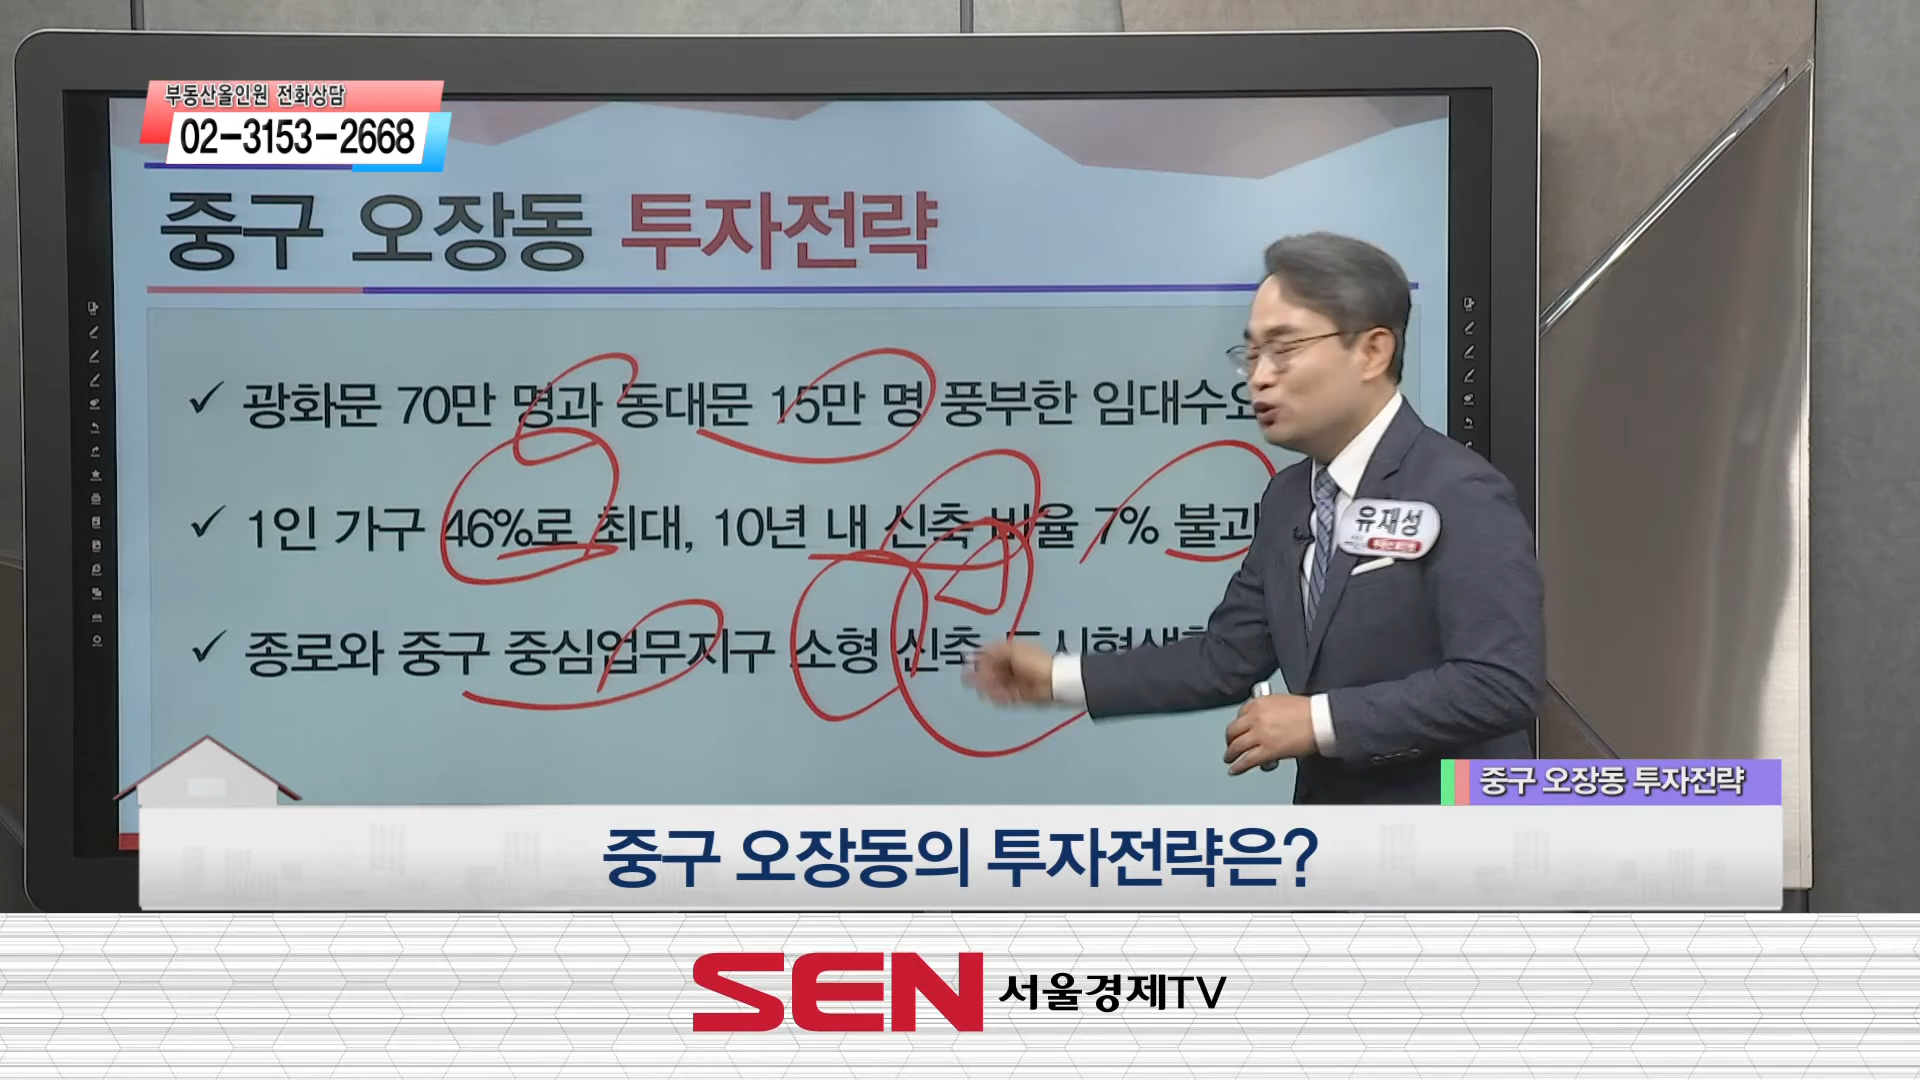 부동산올인원 전화상담
02-3153-2668
중구 오장동 투자전략
✓ 광화문 70만 명과 동대문 15만 명 풍부한 임대수요
✓ 1인 가구 46%로 최대, 10년 내 신축 비율 7% 불과
✓ 종로와 중구 중심업무지구 소형 신축
유재성
중구 오장동 투자전략
중구 오장동의 투자전략은?
SEN 서울경제TV